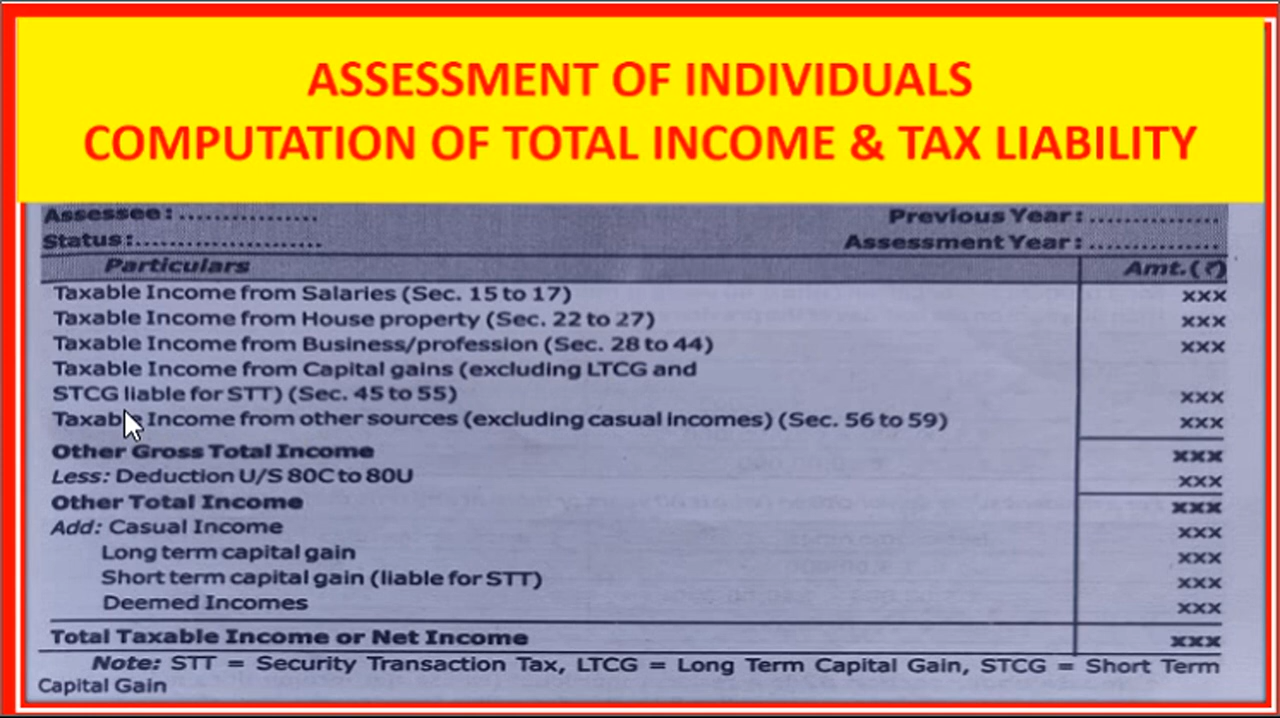 ASSESSMENT OF INDIVIDUALS
COMPUTATION OF TOTAL INCOME & TAX LIABILITY
Assessee: ................ Previous Year: ...............
Status:...................... Assessment Year: ...............
Particulars Amt.(₹)
Taxable Income from Salaries (Sec. 15 to 17) xxx
Taxable Income from House property (Sec. 22 to 27) xxx
Taxable Income from Business/profession (Sec. 28 to 44) xxx
Taxable Income from Capital gains (excluding LTCG and
STCG liable for STT) (Sec. 45 to 55) xxx
Taxable Income from other sources (excluding casual incomes) (Sec. 56 to 59) xxx
Other Gross Total Income xxx
Less: Deduction U/S 80C to 80U xxx
Other Total Income xxx
Add: Casual Income xxx
Long term capital gain xxx
Short term capital gain (liable for STT) xxx
Deemed Incomes xxx
Total Taxable Income or Net Income xxx
Note: STT = Security Transaction Tax, LTCG = Long Term Capital Gain, STCG = Short Term
Capital Gain